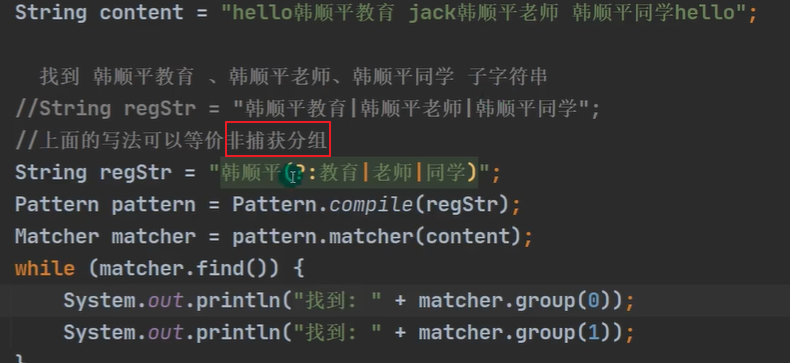 String content = "hello韩顺平教育 jack韩顺平老师 韩顺平同学hello";
找到 韩顺平教育 、韩顺平老师、韩顺平同学 子字符串
//String regStr = "韩顺平教育|韩顺平老师|韩顺平同学";
//上面的写法可以等价非捕获分组
String regStr = "韩顺平(?:教育|老师|同学)";
Pattern pattern = Pattern.compile(regStr);
Matcher matcher = pattern.matcher(content);
while (matcher.find()) {
System.out.println("找到: " + matcher.group(0));
System.out.println("找到: " + matcher.group(1));
}